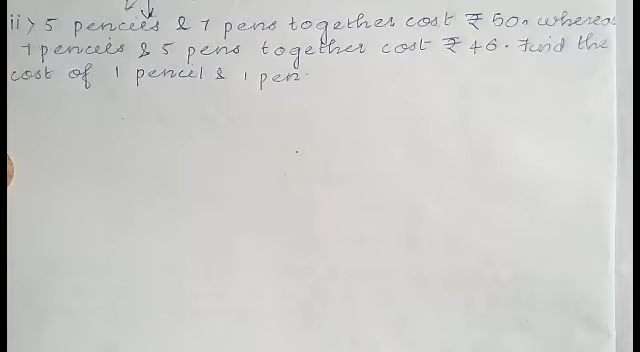 ii) 5 pencils & 7 pens together cost ₹ 50, whereas
7 pencils & 5 pens together cost ₹ 46. Find the
cost of 1 pencil & 1 pen.